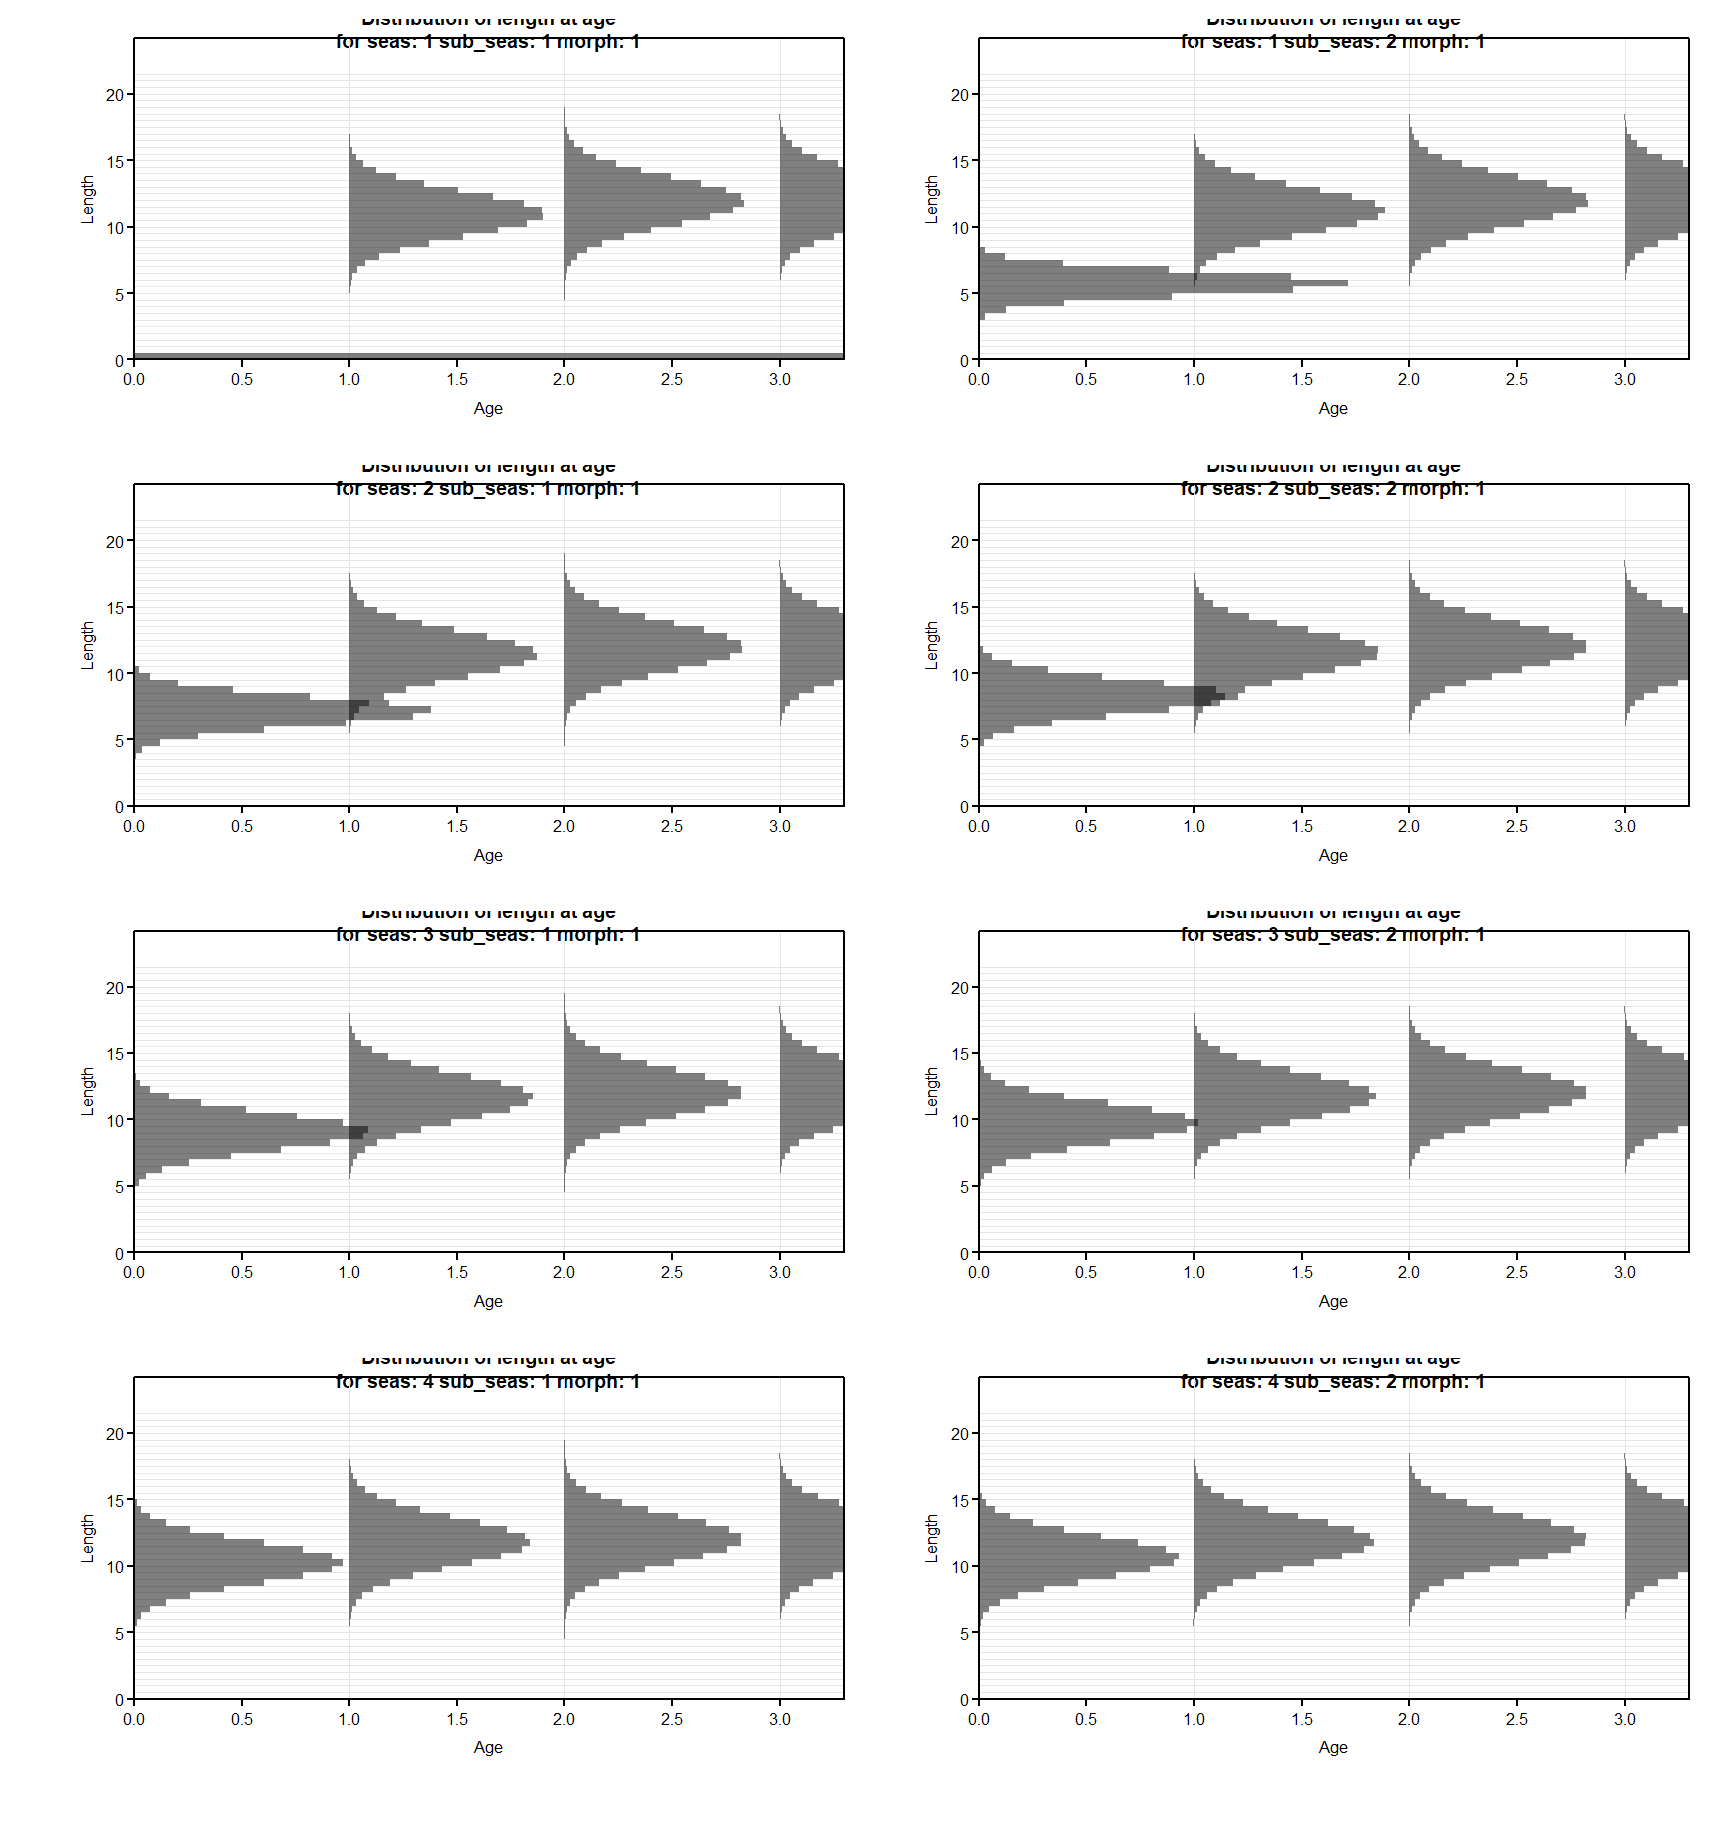 Distribution of length at age
for seas: 1 sub_seas: 1 morph: 1
Length
20
15
10
5
0
0.0 0.5 1.0 1.5 2.0 2.5 3.0
Age
Distribution of length at age
for seas: 1 sub_seas: 2 morph: 1
Length
20
15
10
5
0
0.0 0.5 1.0 1.5 2.0 2.5 3.0
Age
Distribution of length at age
for seas: 2 sub_seas: 1 morph: 1
Length
20
15
10
5
0
0.0 0.5 1.0 1.5 2.0 2.5 3.0
Age
Distribution of length at age
for seas: 2 sub_seas: 2 morph: 1
Length
20
15
10
5
0
0.0 0.5 1.0 1.5 2.0 2.5 3.0
Age
Distribution of length at age
for seas: 3 sub_seas: 1 morph: 1
Length
20
15
10
5
0
0.0 0.5 1.0 1.5 2.0 2.5 3.0
Age
Distribution of length at age
for seas: 3 sub_seas: 2 morph: 1
Length
20
15
10
5
0
0.0 0.5 1.0 1.5 2.0 2.5 3.0
Age
Distribution of length at age
for seas: 4 sub_seas: 1 morph: 1
Length
20
15
10
5
0
0.0 0.5 1.0 1.5 2.0 2.5 3.0
Age
Distribution of length at age
for seas: 4 sub_seas: 2 morph: 1
Length
20
15
10
5
0
0.0 0.5 1.0 1.5 2.0 2.5 3.0
Age